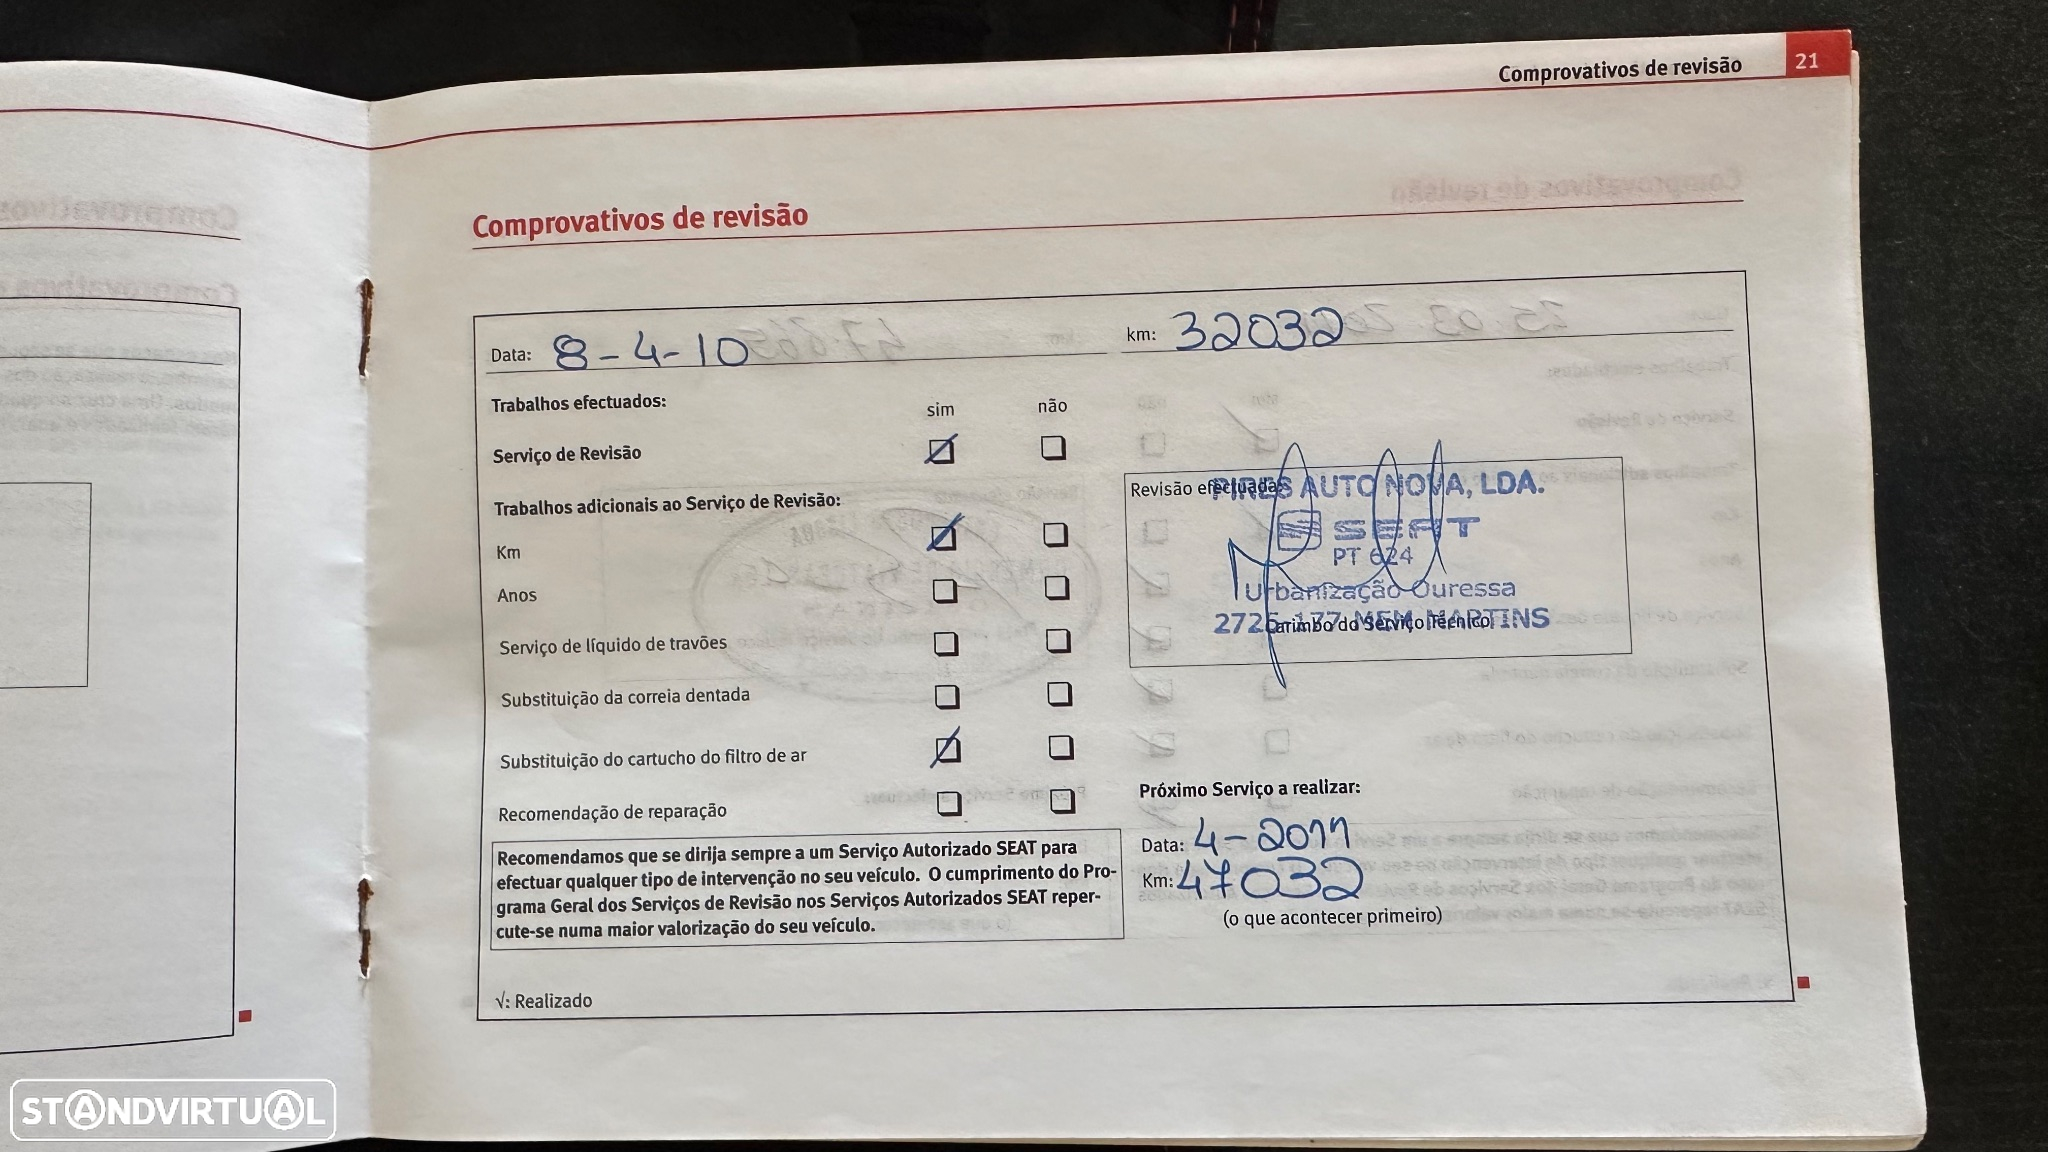 Comprovativos de revisão 21
Comprovativos de revisão
Data: 8-4-10 km: 32032
Trabalhos efectuados: sim não
Serviço de Revisão
Trabalhos adicionais ao Serviço de Revisão:
Km
Anos
Serviço de líquido de travões
Substituição da correia dentada
Substituição do cartucho do filtro de ar
Recomendação de reparação
Recomendamos que se dirija sempre a um Serviço Autorizado SEAT para
efectuar qualquer tipo de intervenção no seu veículo. O cumprimento do Pro-
grama Geral dos Serviços de Revisão nos Serviços Autorizados SEAT reper-
cute-se numa maior valorização do seu veículo.
√: Realizado
Revisão efectuada:
PIRES AUTO NOVA, LDA.
SEAT
PT 624
Urbanização Ouressa
2725-177 MEM MARTINS
Carimbo do Serviço Técnico
Próximo Serviço a realizar:
Data: 4-2011
Km: 47032
(o que acontecer primeiro)
STANDVIRTUAL